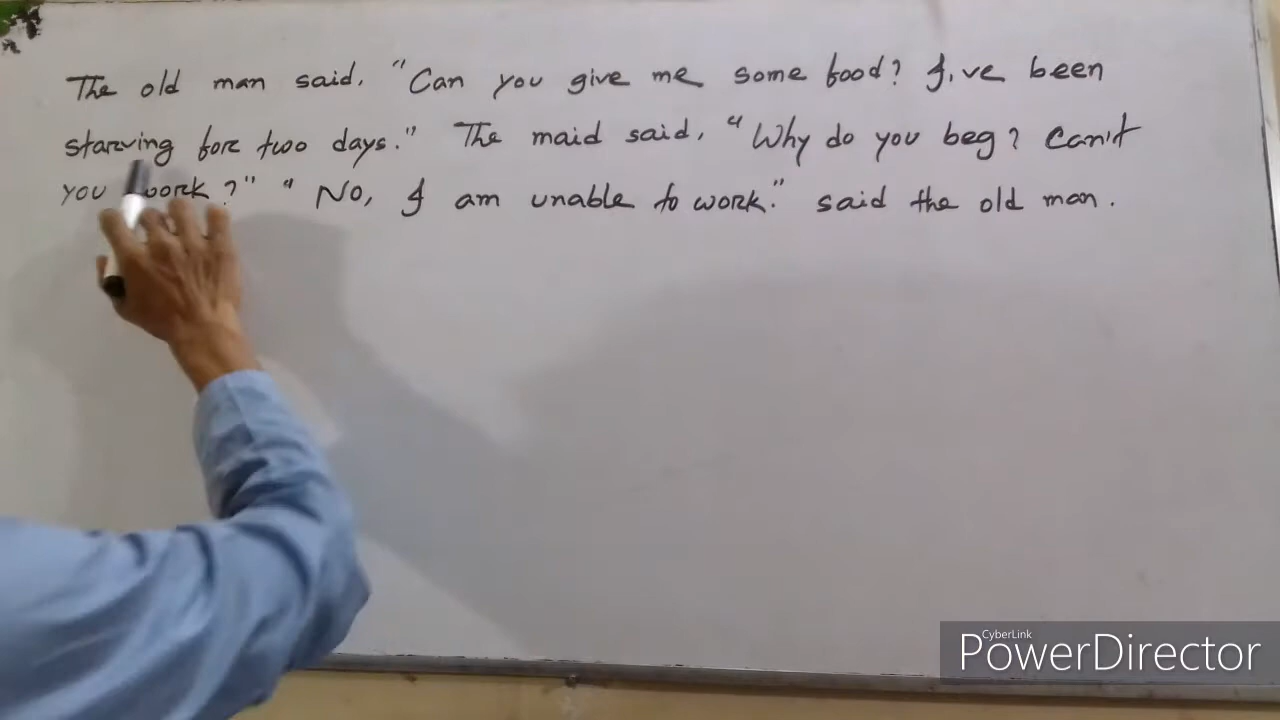 The old man said, "Can you give me some food? I've been
starving for two days." The maid said, "Why do you beg? Can't
you work?" "No, I am unable to work." said the old man.
CyberLink
PowerDirector